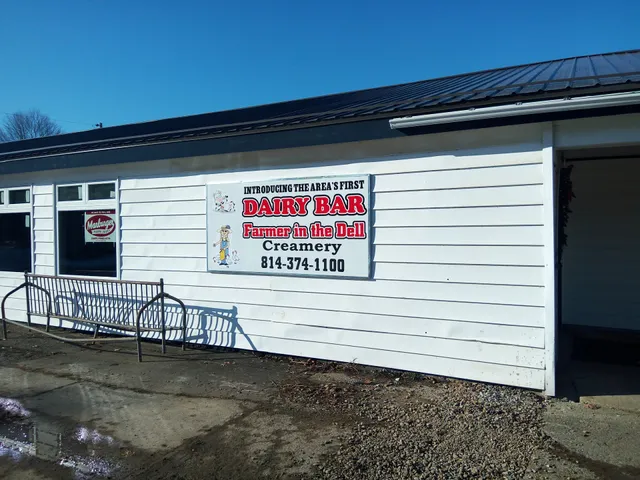 INTRODUCING THE AREA'S FIRST
DAIRY BAR
Farmer in the Dell
Creamery
814-374-1100